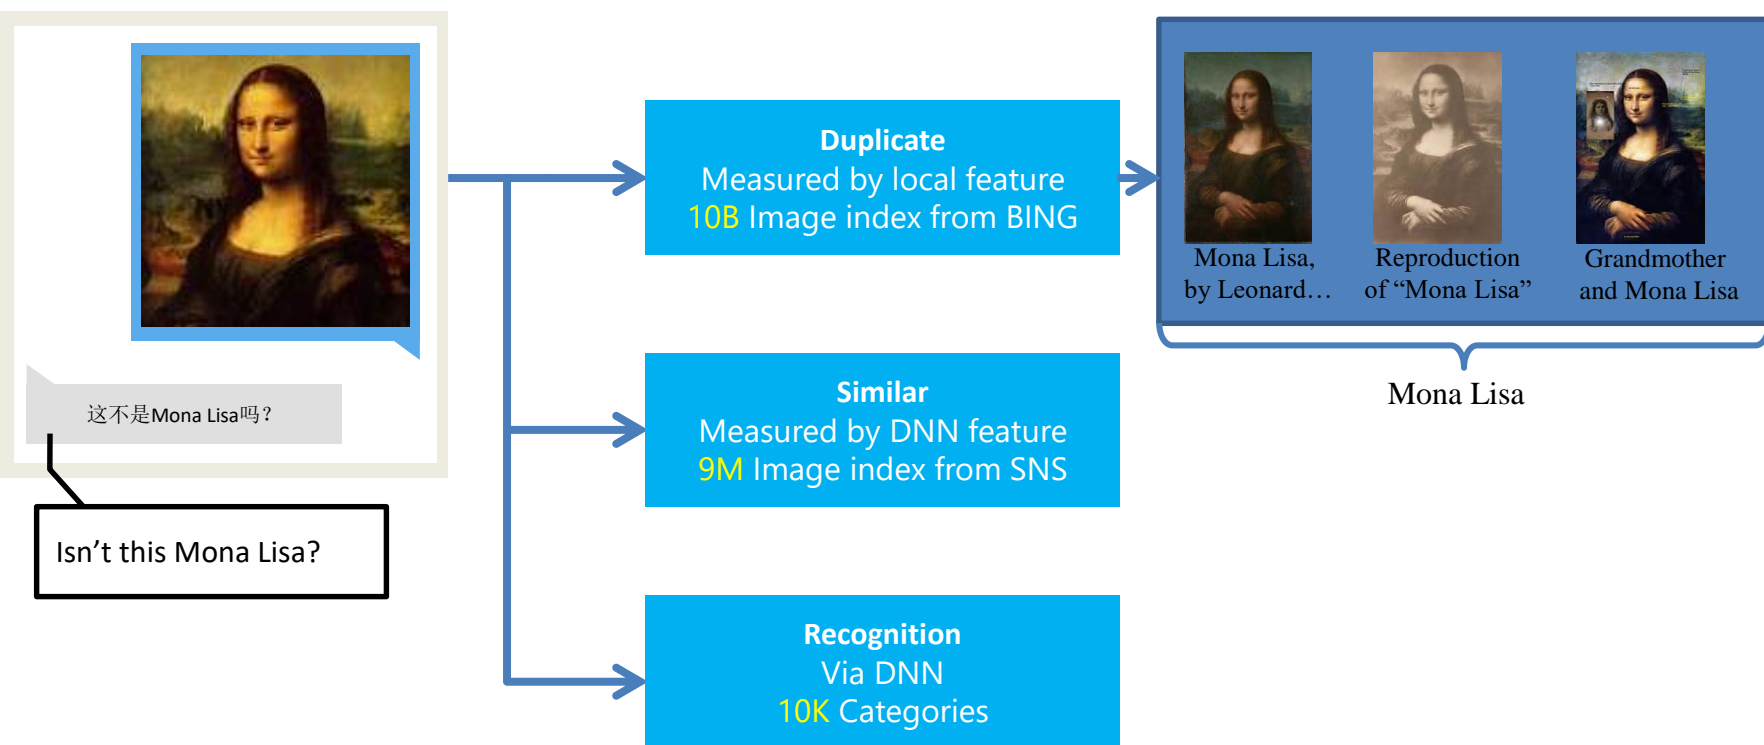 这不是Mona Lisa吗？
Isn’t this Mona Lisa?
Duplicate
Measured by local feature
10B Image index from BING
Similar
Measured by DNN feature
9M Image index from SNS
Recognition
Via DNN
10K Categories
Mona Lisa,
by Leonard…
Reproduction
of “Mona Lisa”
Grandmother
and Mona Lisa
Mona Lisa